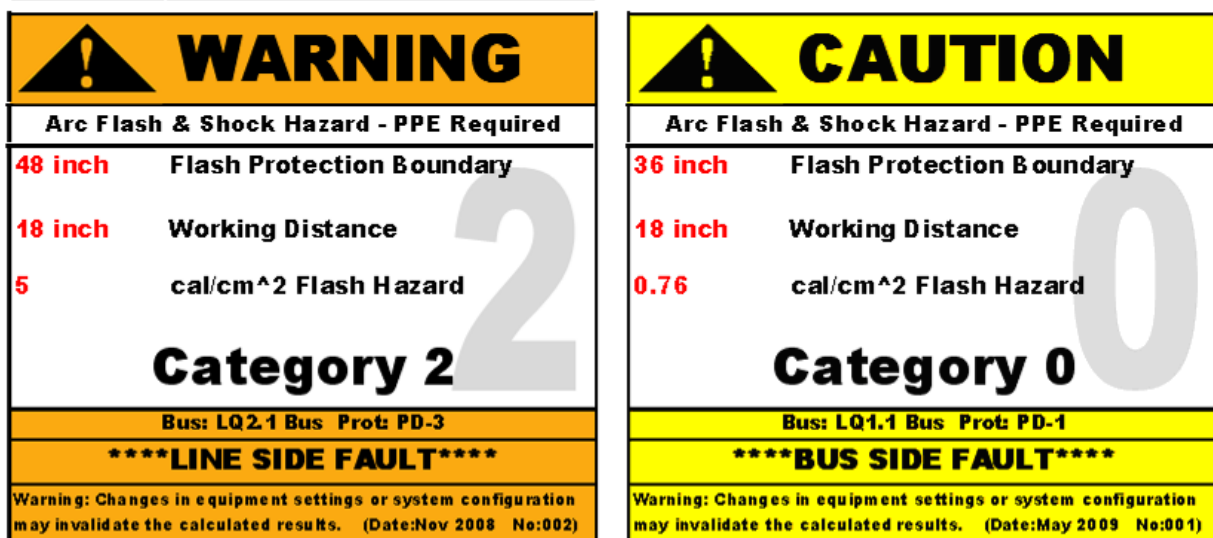 WARNING
Arc Flash & Shock Hazard - PPE Required
48 inch Flash Protection Boundary
18 inch Working Distance
5 cal/cm^2 Flash Hazard
2
Category 2
Bus: LQ2.1 Bus Prot: PD-3
****LINE SIDE FAULT****
Warning: Changes in equipment settings or system configuration
may invalidate the calculated results. (Date:Nov 2008 No:002)
CAUTION
Arc Flash & Shock Hazard - PPE Required
36 inch Flash Protection Boundary
18 inch Working Distance
0.76 cal/cm^2 Flash Hazard
0
Category 0
Bus: LQ1.1 Bus Prot: PD-1
****BUS SIDE FAULT****
Warning: Changes in equipment settings or system configuration
may invalidate the calculated results. (Date:May 2009 No:001)